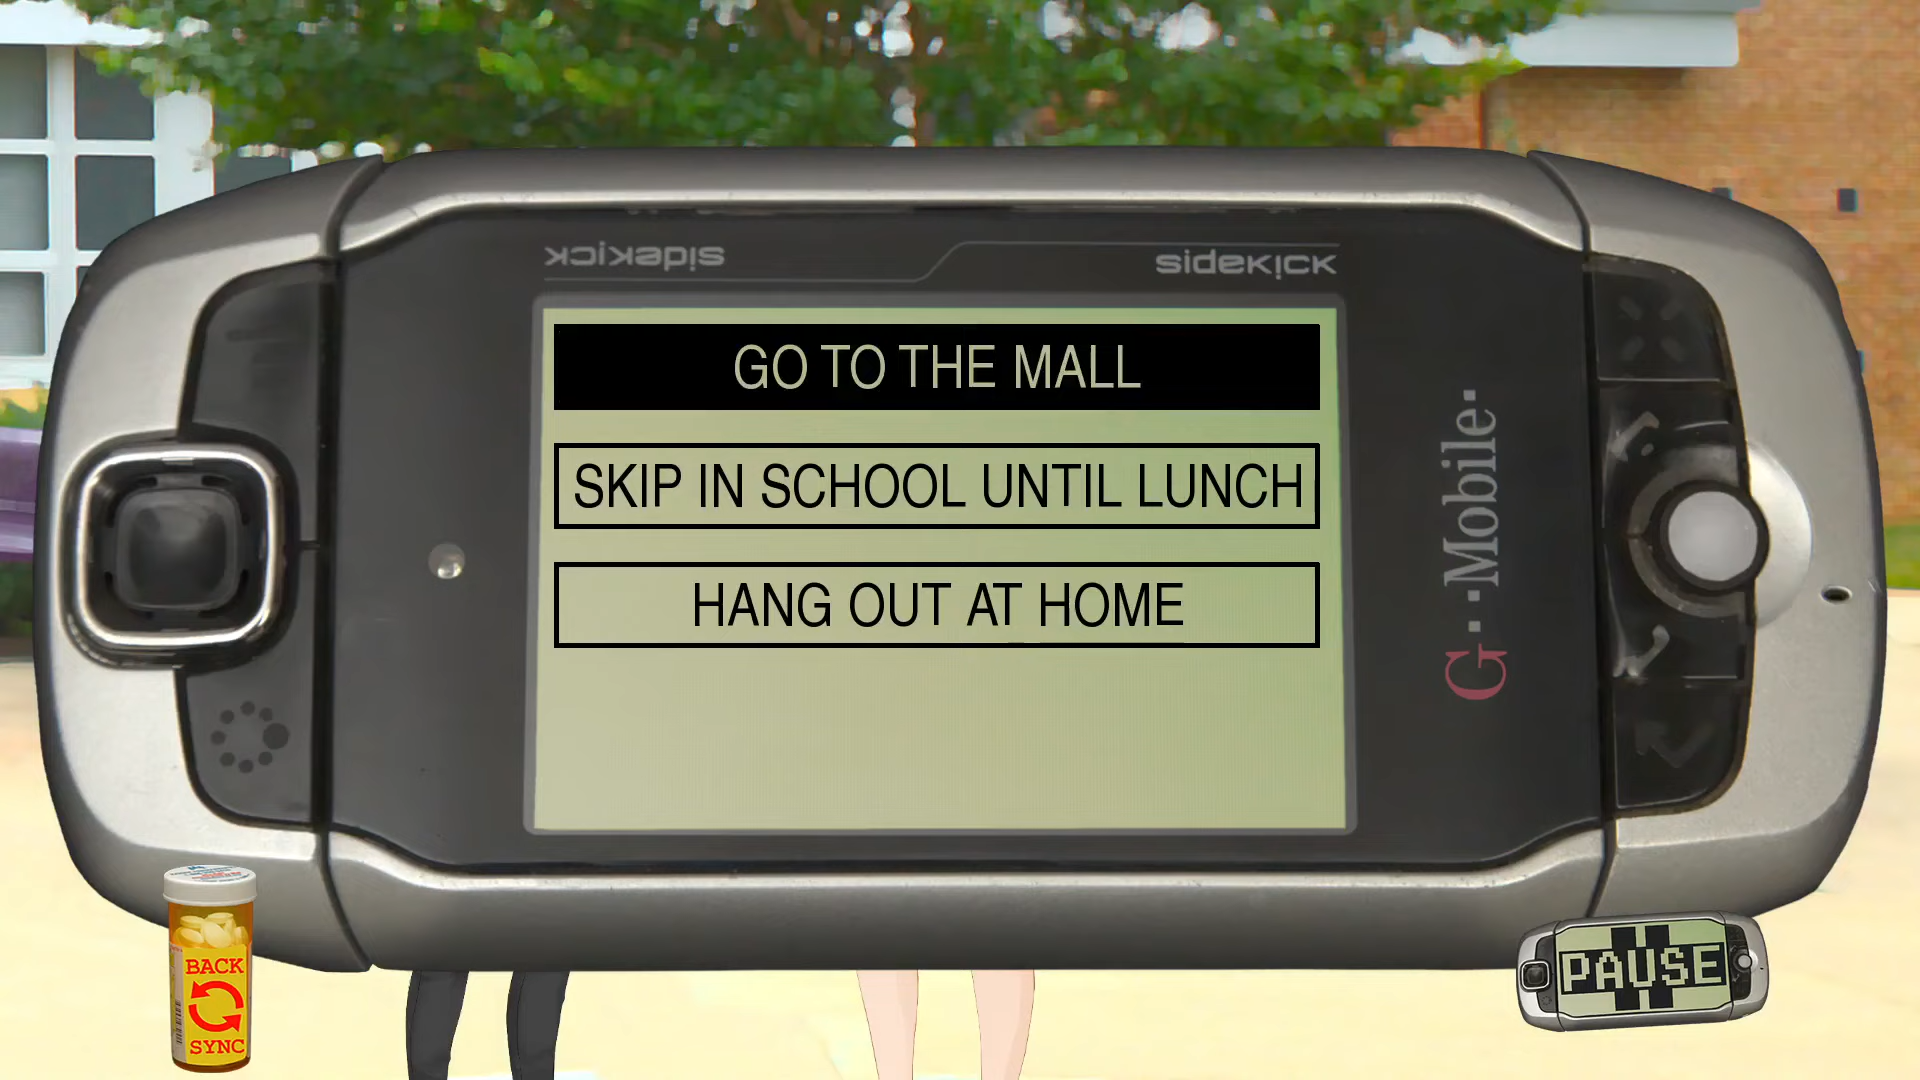 sidekick
sidekick
GO TO THE MALL
SKIP IN SCHOOL UNTIL LUNCH
HANG OUT AT HOME
G··Mobile·
BACK
SYNC
PAUSE